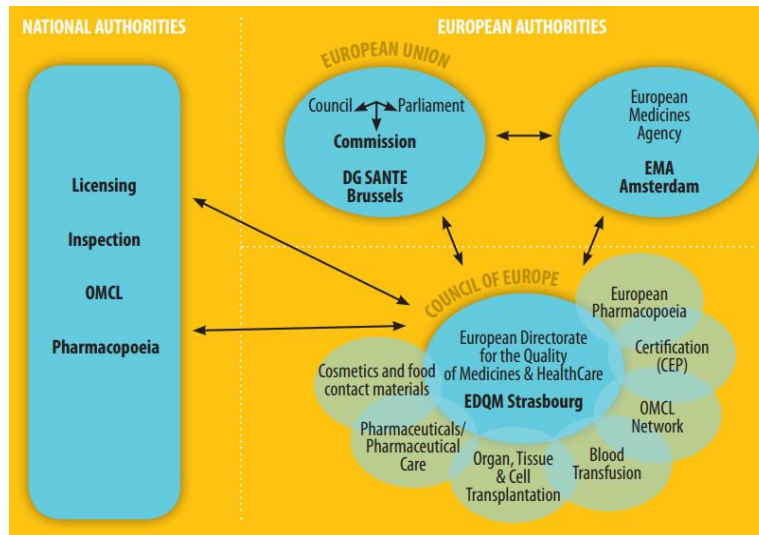 NATIONAL AUTHORITIES
Licensing
Inspection
OMCL
Pharmacopoeia
EUROPEAN AUTHORITIES
EUROPEAN UNION
Council Parliament
Commission
DG SANTE
Brussels
European
Medicines
Agency
EMA
Amsterdam
COUNCIL OF EUROPE
European Directorate
for the Quality
of Medicines & HealthCare
EDQM Strasbourg
European
Pharmacopoeia
Certification
(CEP)
OMCL
Network
Blood
Transfusion
Organ, Tissue
& Cell
Transplantation
Pharmaceuticals/
Pharmaceutical
Care
Cosmetics and food
contact materials